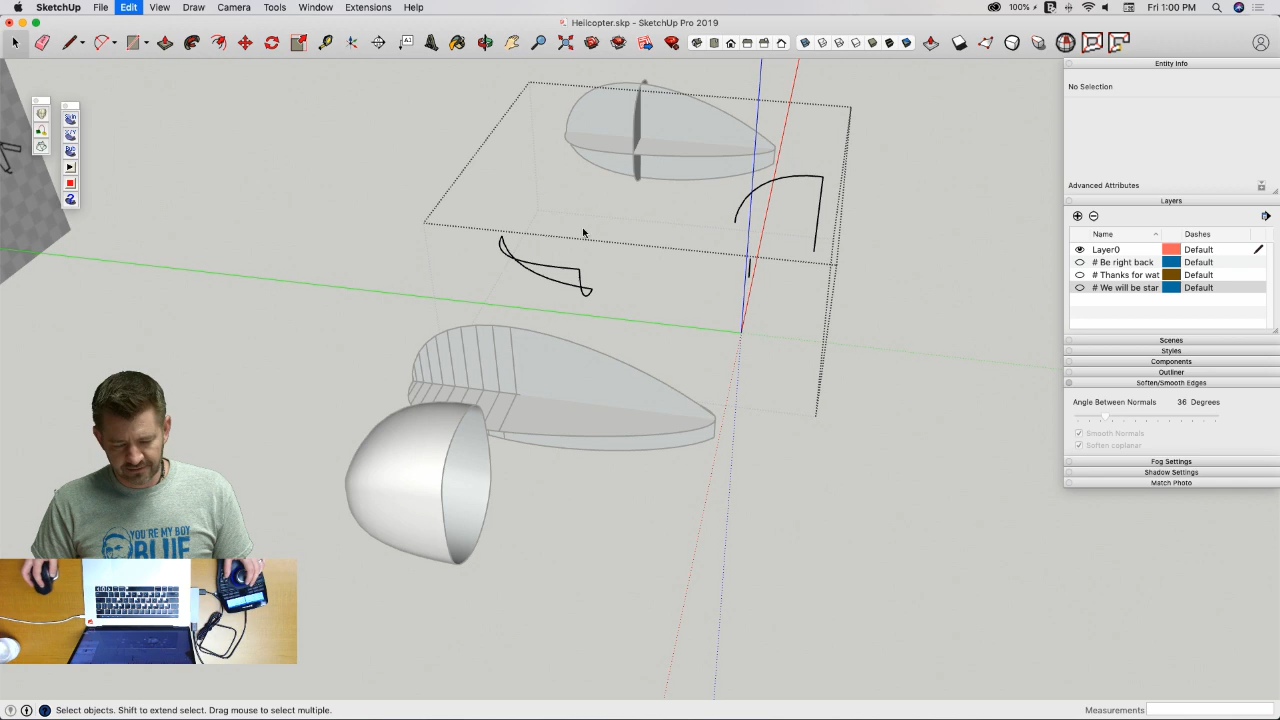 SketchUp File Edit View Draw Camera Tools Window Extensions Help
100% Fri 1:00 PM
Helicopter.skp - SketchUp Pro 2019
Entity Info
No Selection
Advanced Attributes
Layers
Name Dashes
Layer0 Default
# Be right back Default
# Thanks for wat Default
# We will be star Default
Scenes
Styles
Components
Outliner
Soften/Smooth Edges
Angle Between Normals 36 Degrees
Smooth Normals
Soften coplanar
Fog Settings
Shadow Settings
Match Photo
YOU'RE MY BOY
BLUE
Select objects. Shift to extend select. Drag mouse to select multiple.
Measurements